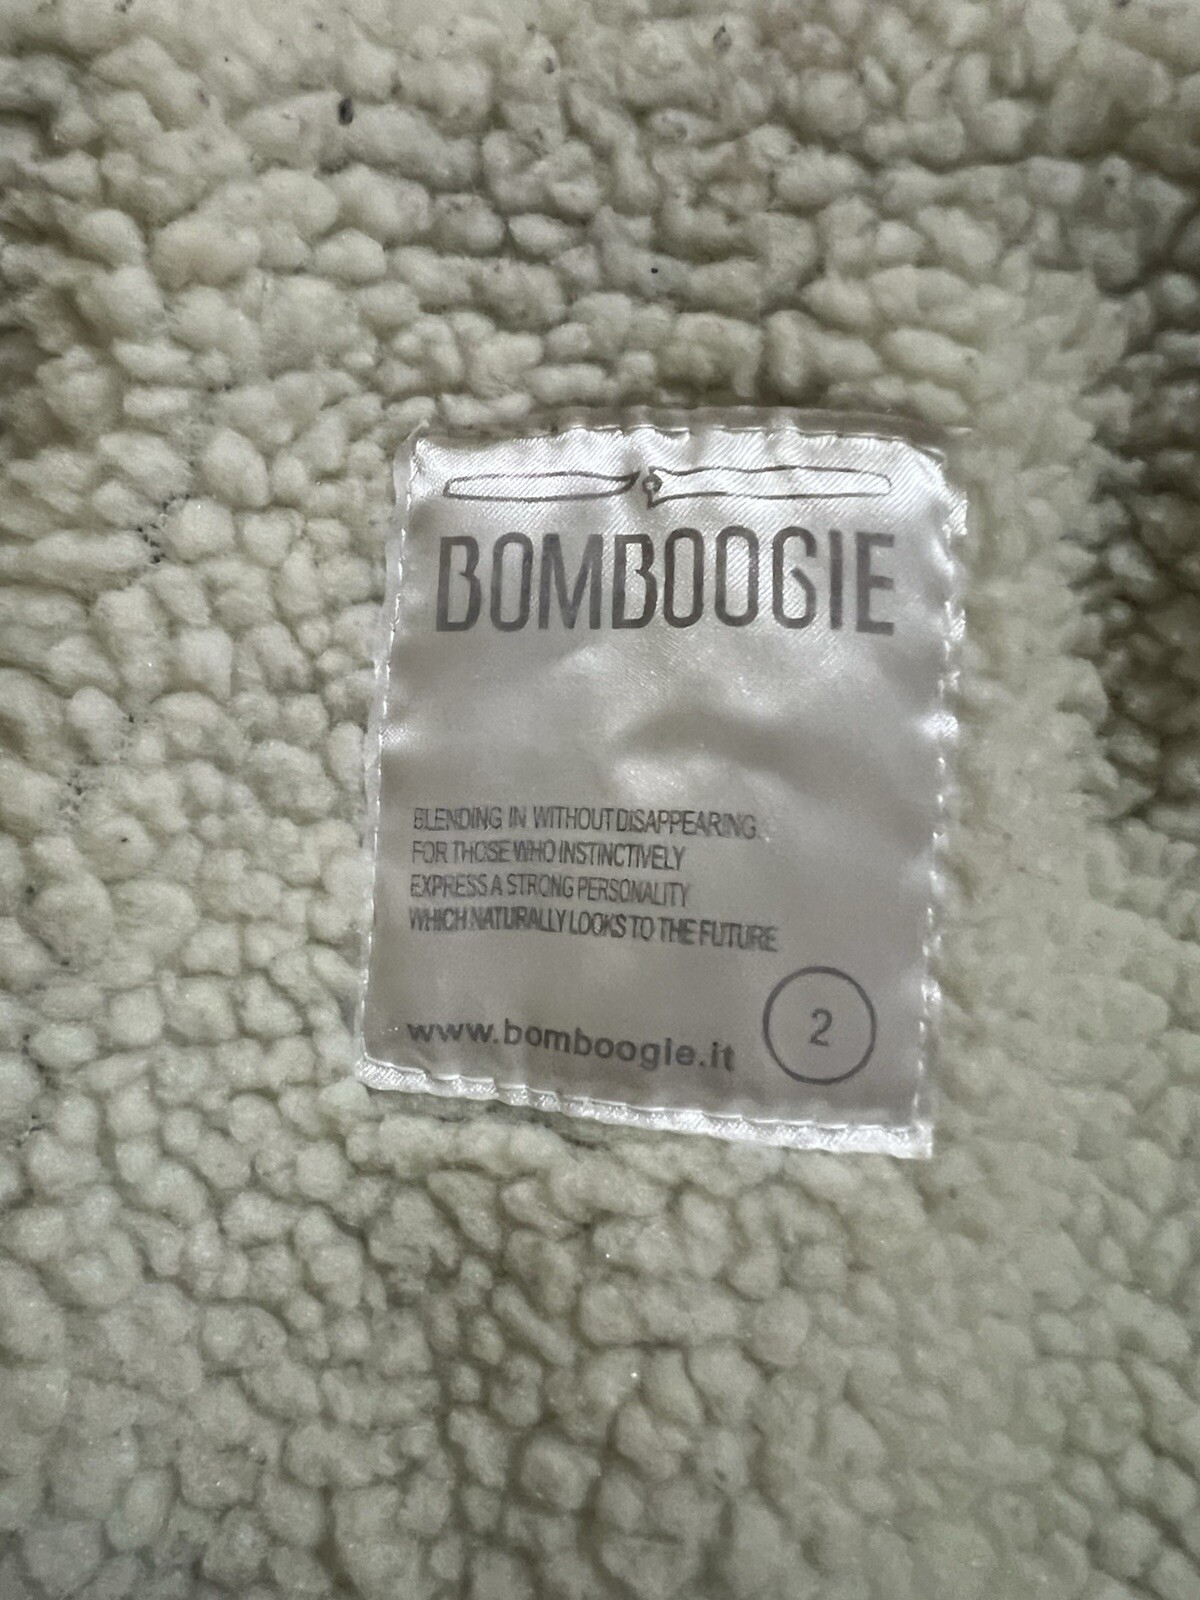 BOMBOOGIE
BLENDING IN WITHOUT DISAPPEARING
FOR THOSE WHO INSTINCTIVELY
EXPRESS A STRONG PERSONALITY
WHICH NATURALLY LOOKS TO THE FUTURE
www.bomboogie.it
2